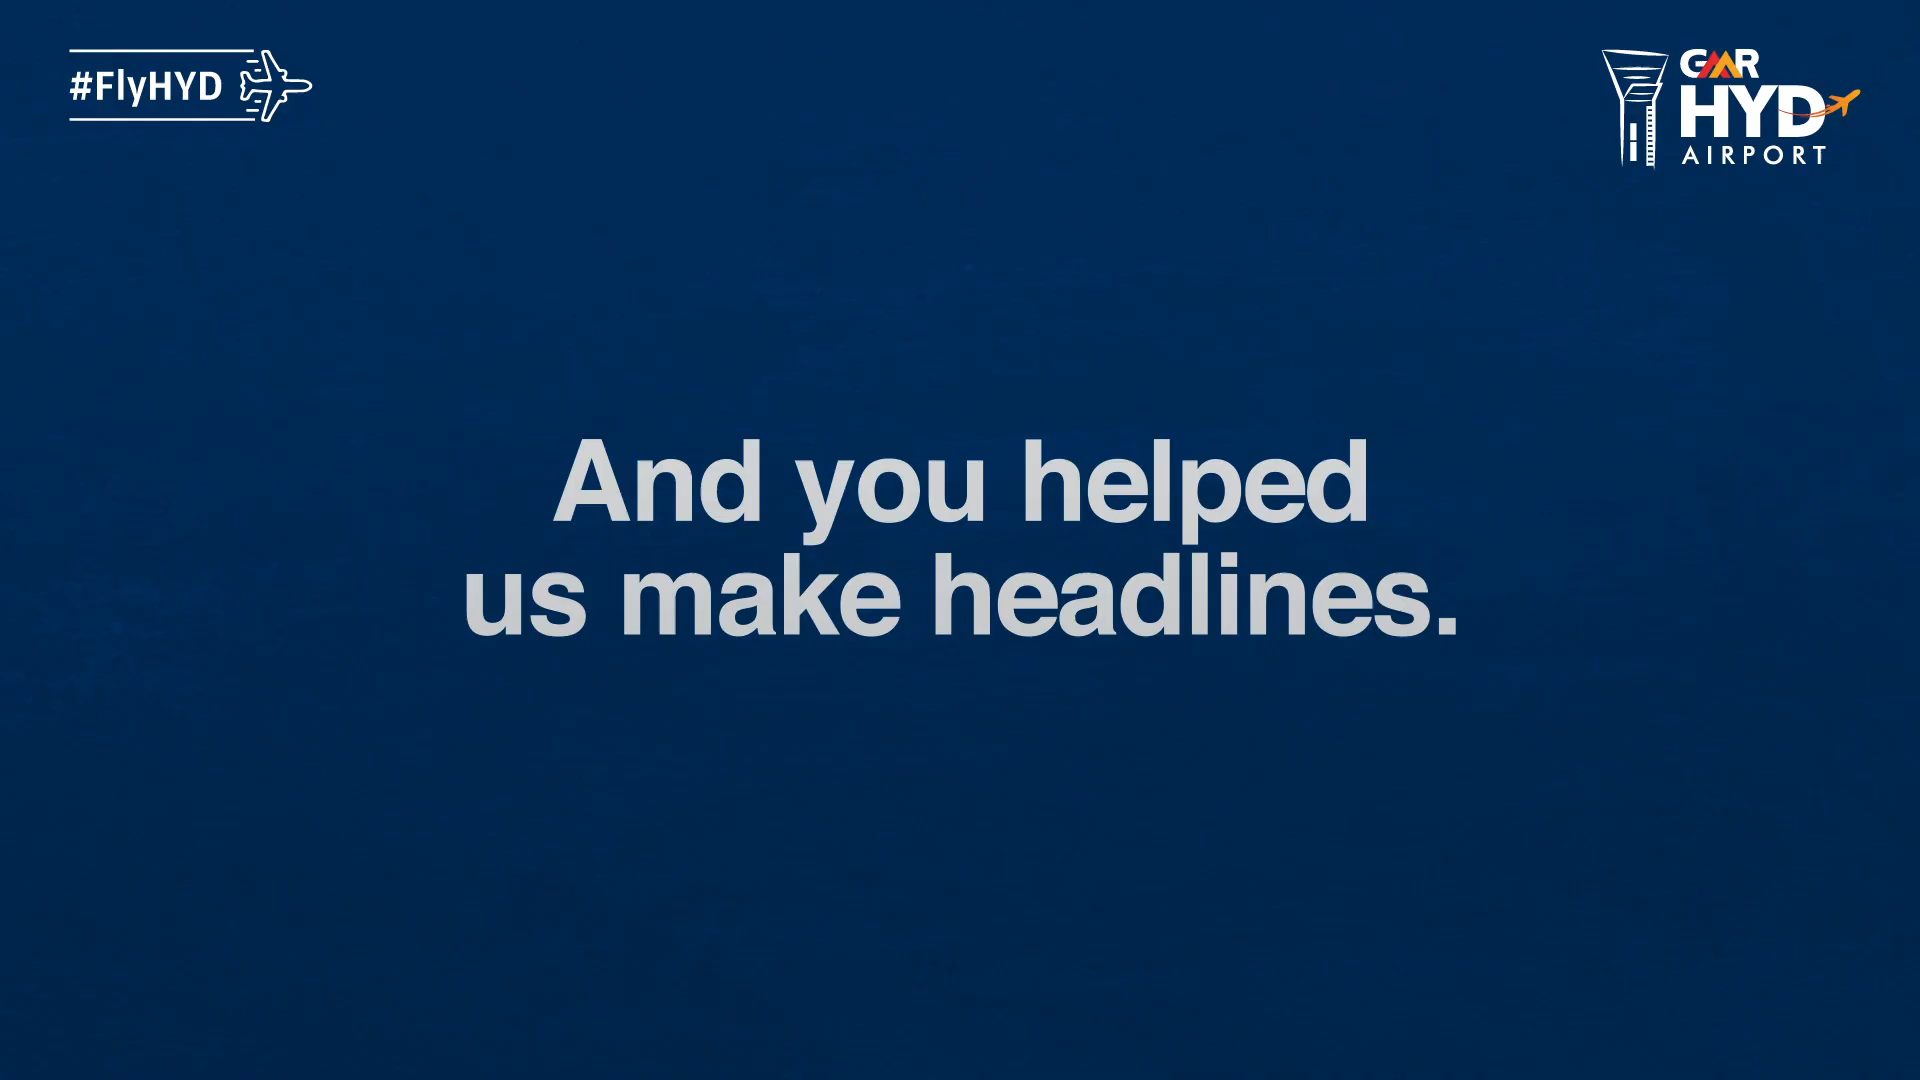 #FlyHYD
GMR
HYD
AIRPORT
And you helped
us make headlines.